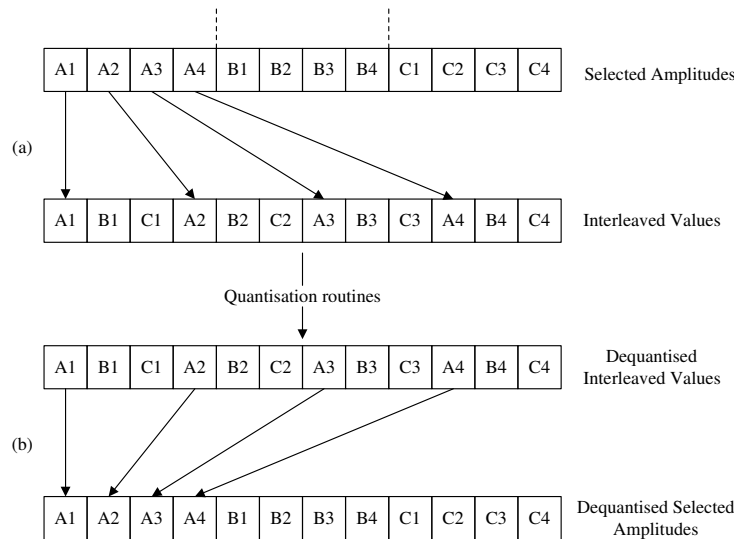 A1 A2 A3 A4 B1 B2 B3 B4 C1 C2 C3 C4 Selected Amplitudes
(a)
A1 B1 C1 A2 B2 C2 A3 B3 C3 A4 B4 C4 Interleaved Values
Quantisation routines
A1 B1 C1 A2 B2 C2 A3 B3 C3 A4 B4 C4 Dequantised
Interleaved Values
(b)
A1 A2 A3 A4 B1 B2 B3 B4 C1 C2 C3 C4 Dequantised Selected
Amplitudes